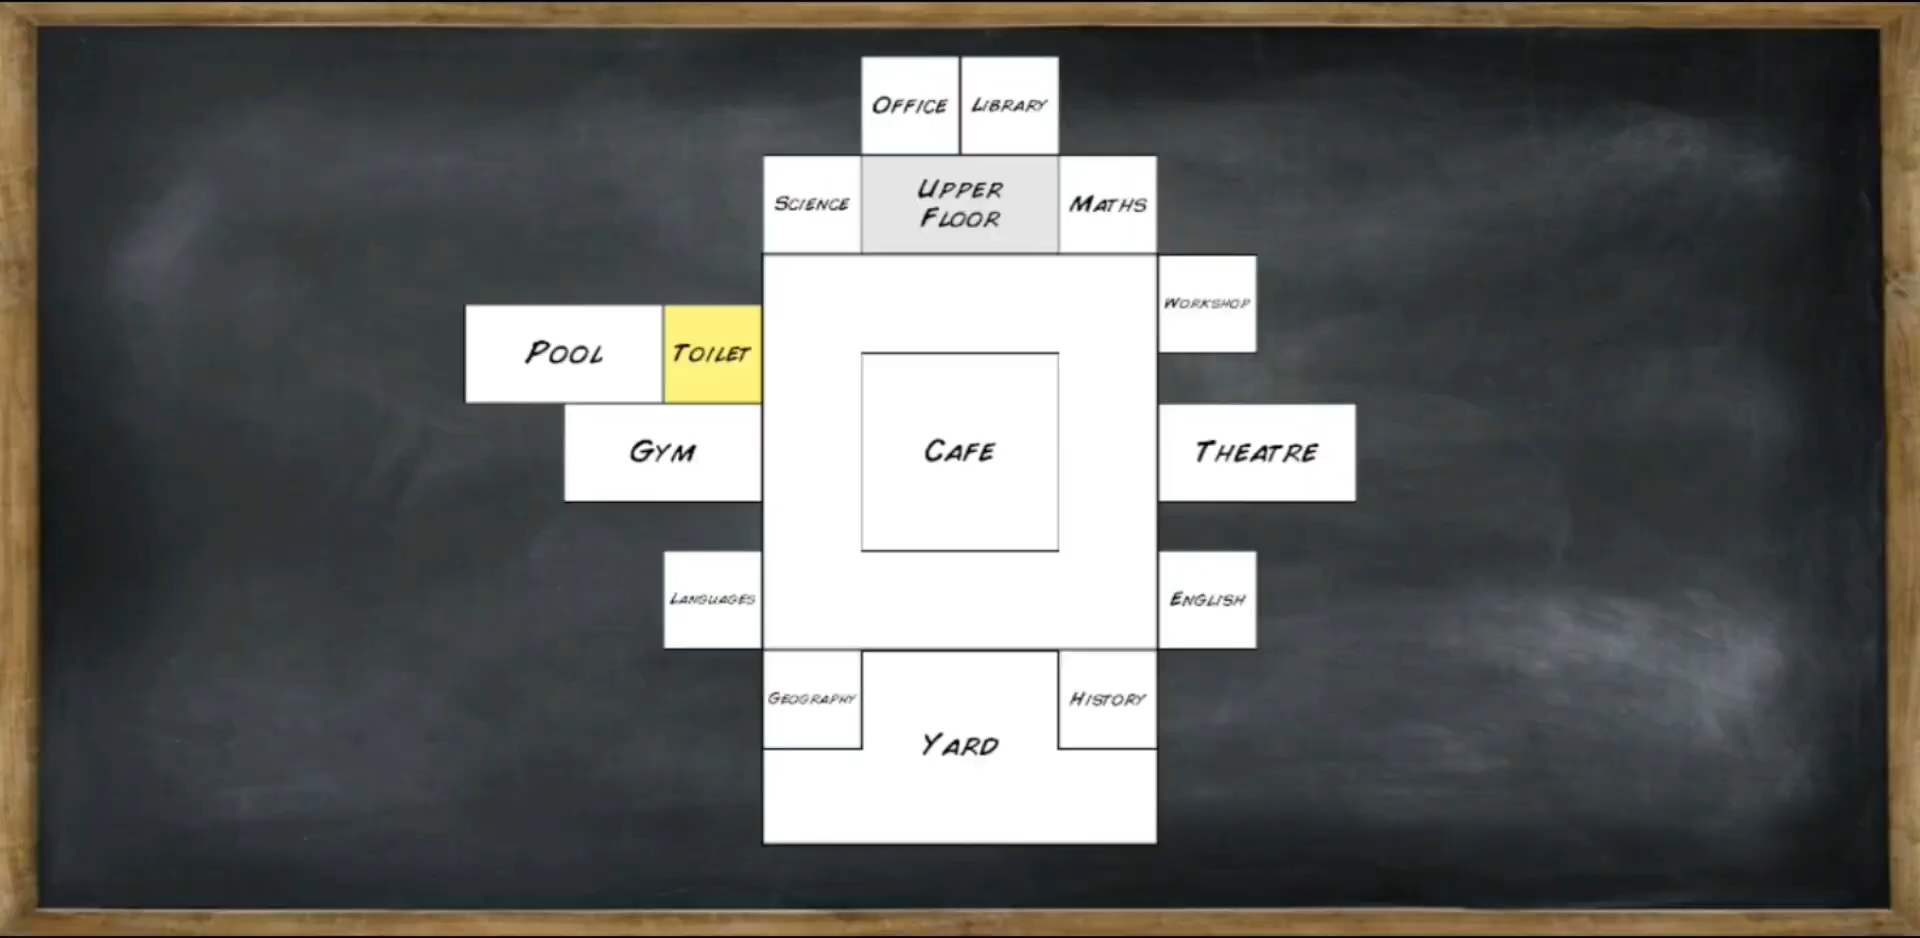 OFFICE
LIBRARY
SCIENCE
UPPER
FLOOR
MATHS
WORKSHOP
POOL
TOILET
GYM
CAFE
THEATRE
LANGUAGES
ENGLISH
GEOGRAPHY
HISTORY
YARD